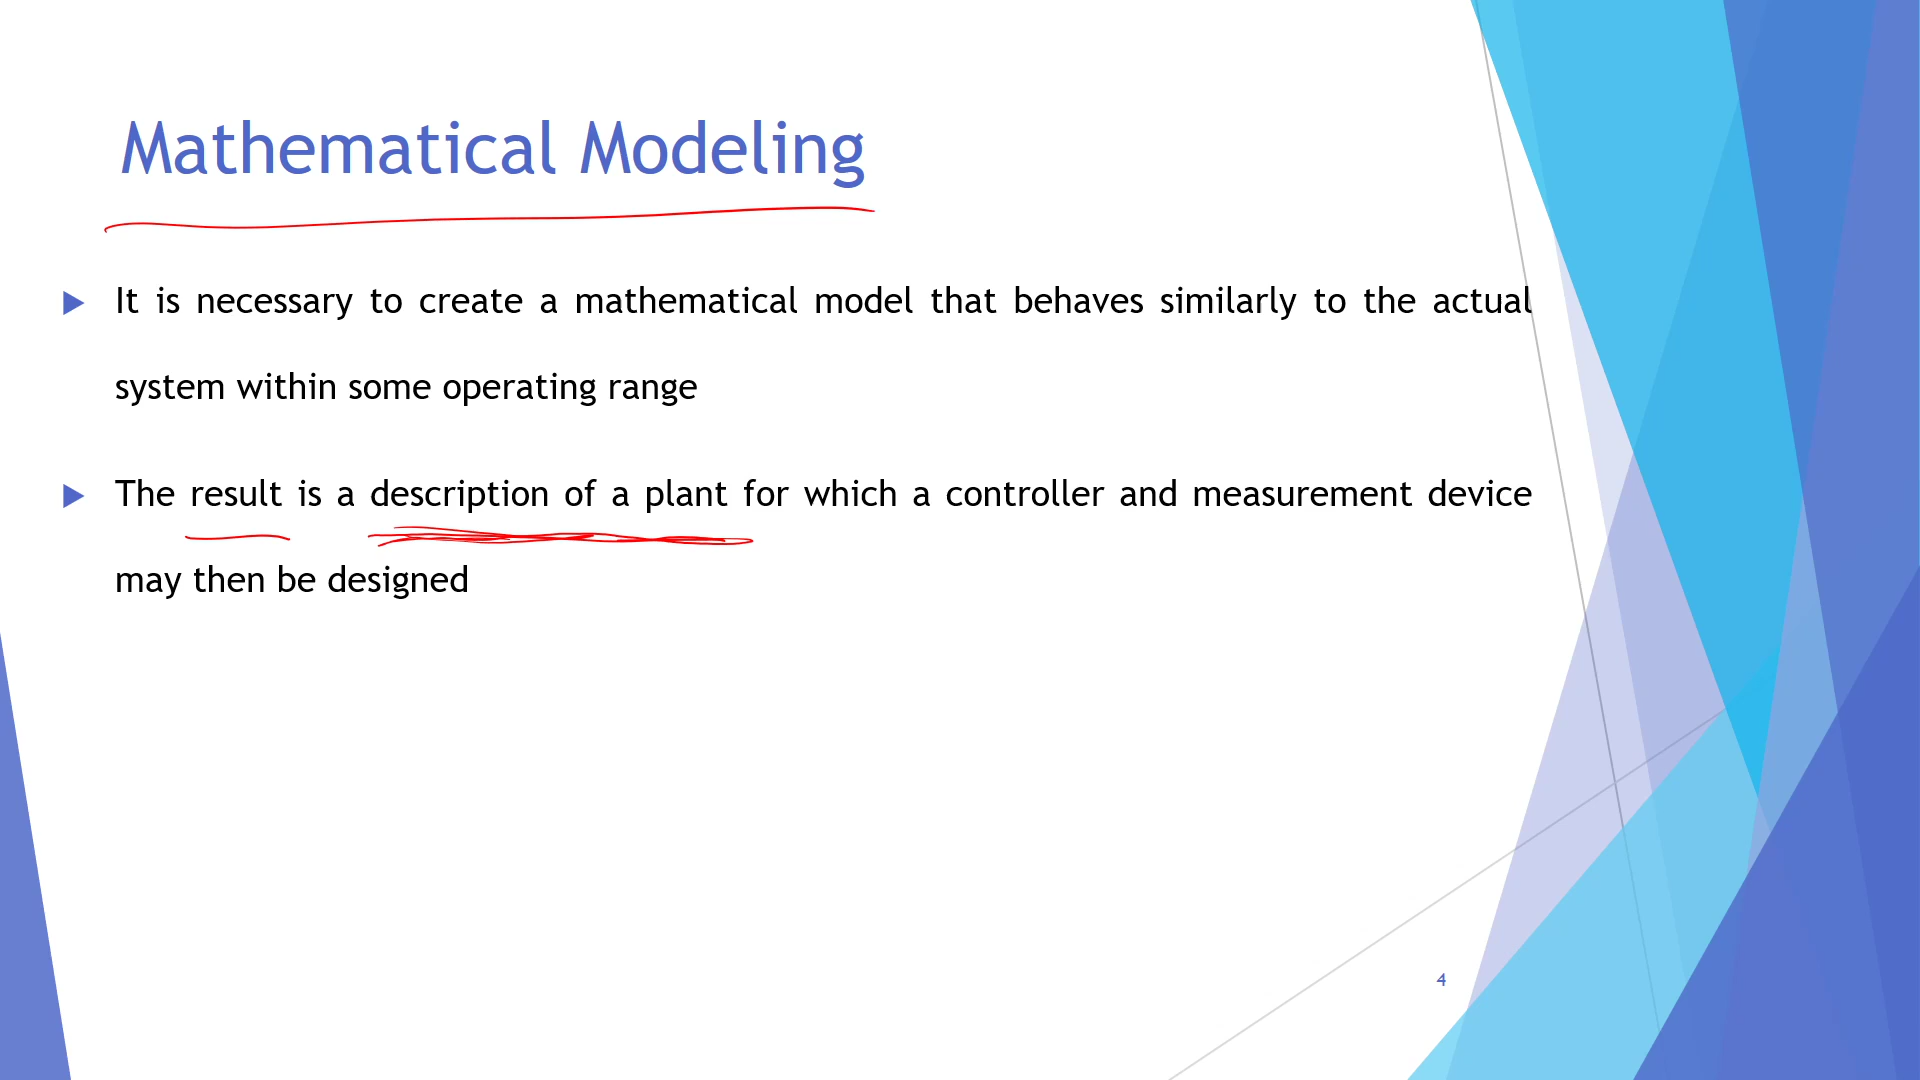 Mathematical Modeling
It is necessary to create a mathematical model that behaves similarly to the actual
system within some operating range
The result is a description of a plant for which a controller and measurement device
may then be designed
4